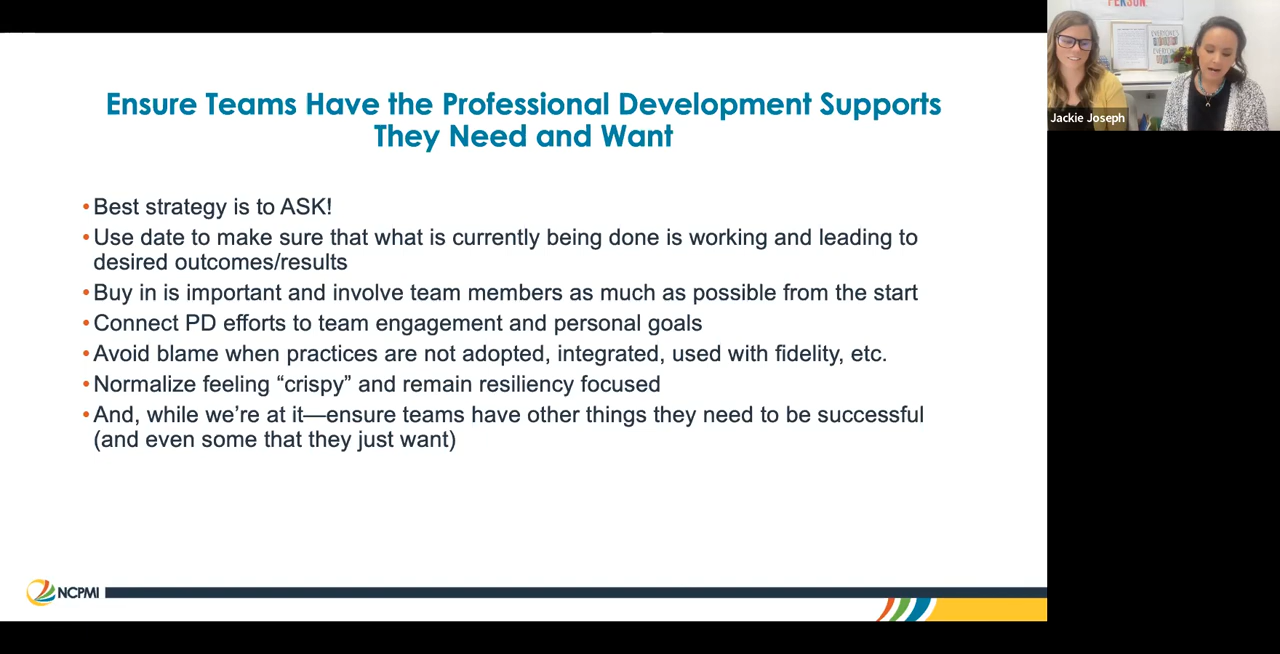 Ensure Teams Have the Professional Development Supports
They Need and Want
•Best strategy is to ASK!
•Use date to make sure that what is currently being done is working and leading to
desired outcomes/results
•Buy in is important and involve team members as much as possible from the start
•Connect PD efforts to team engagement and personal goals
•Avoid blame when practices are not adopted, integrated, used with fidelity, etc.
•Normalize feeling “crispy” and remain resiliency focused
•And, while we’re at it—ensure teams have other things they need to be successful
(and even some that they just want)
NCPMI
PERSON.
Jackie Joseph